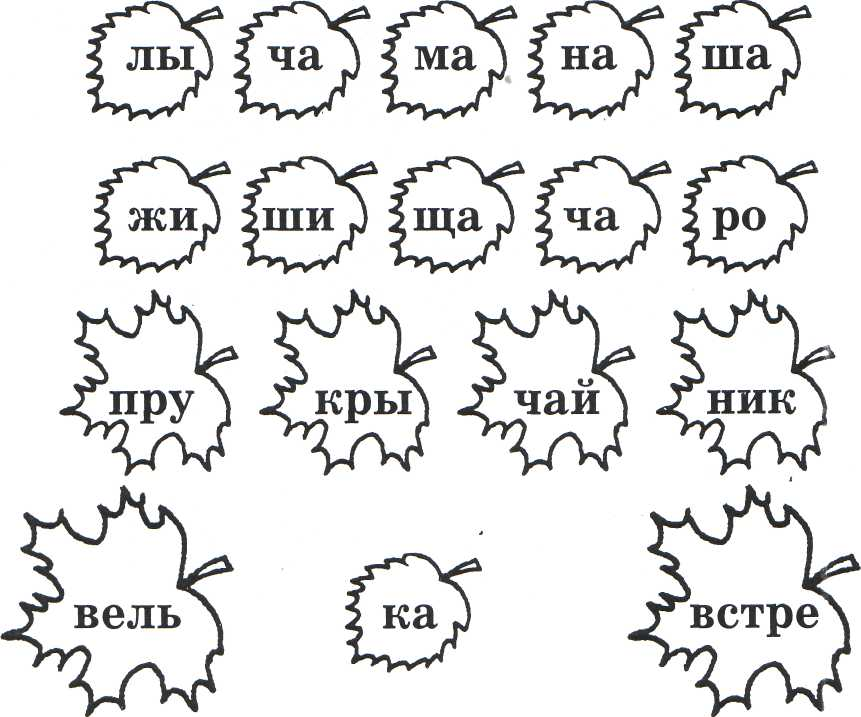 лы ча ма на ша
жи ши ща ча ро
пру кры чай ник
вель ка встре